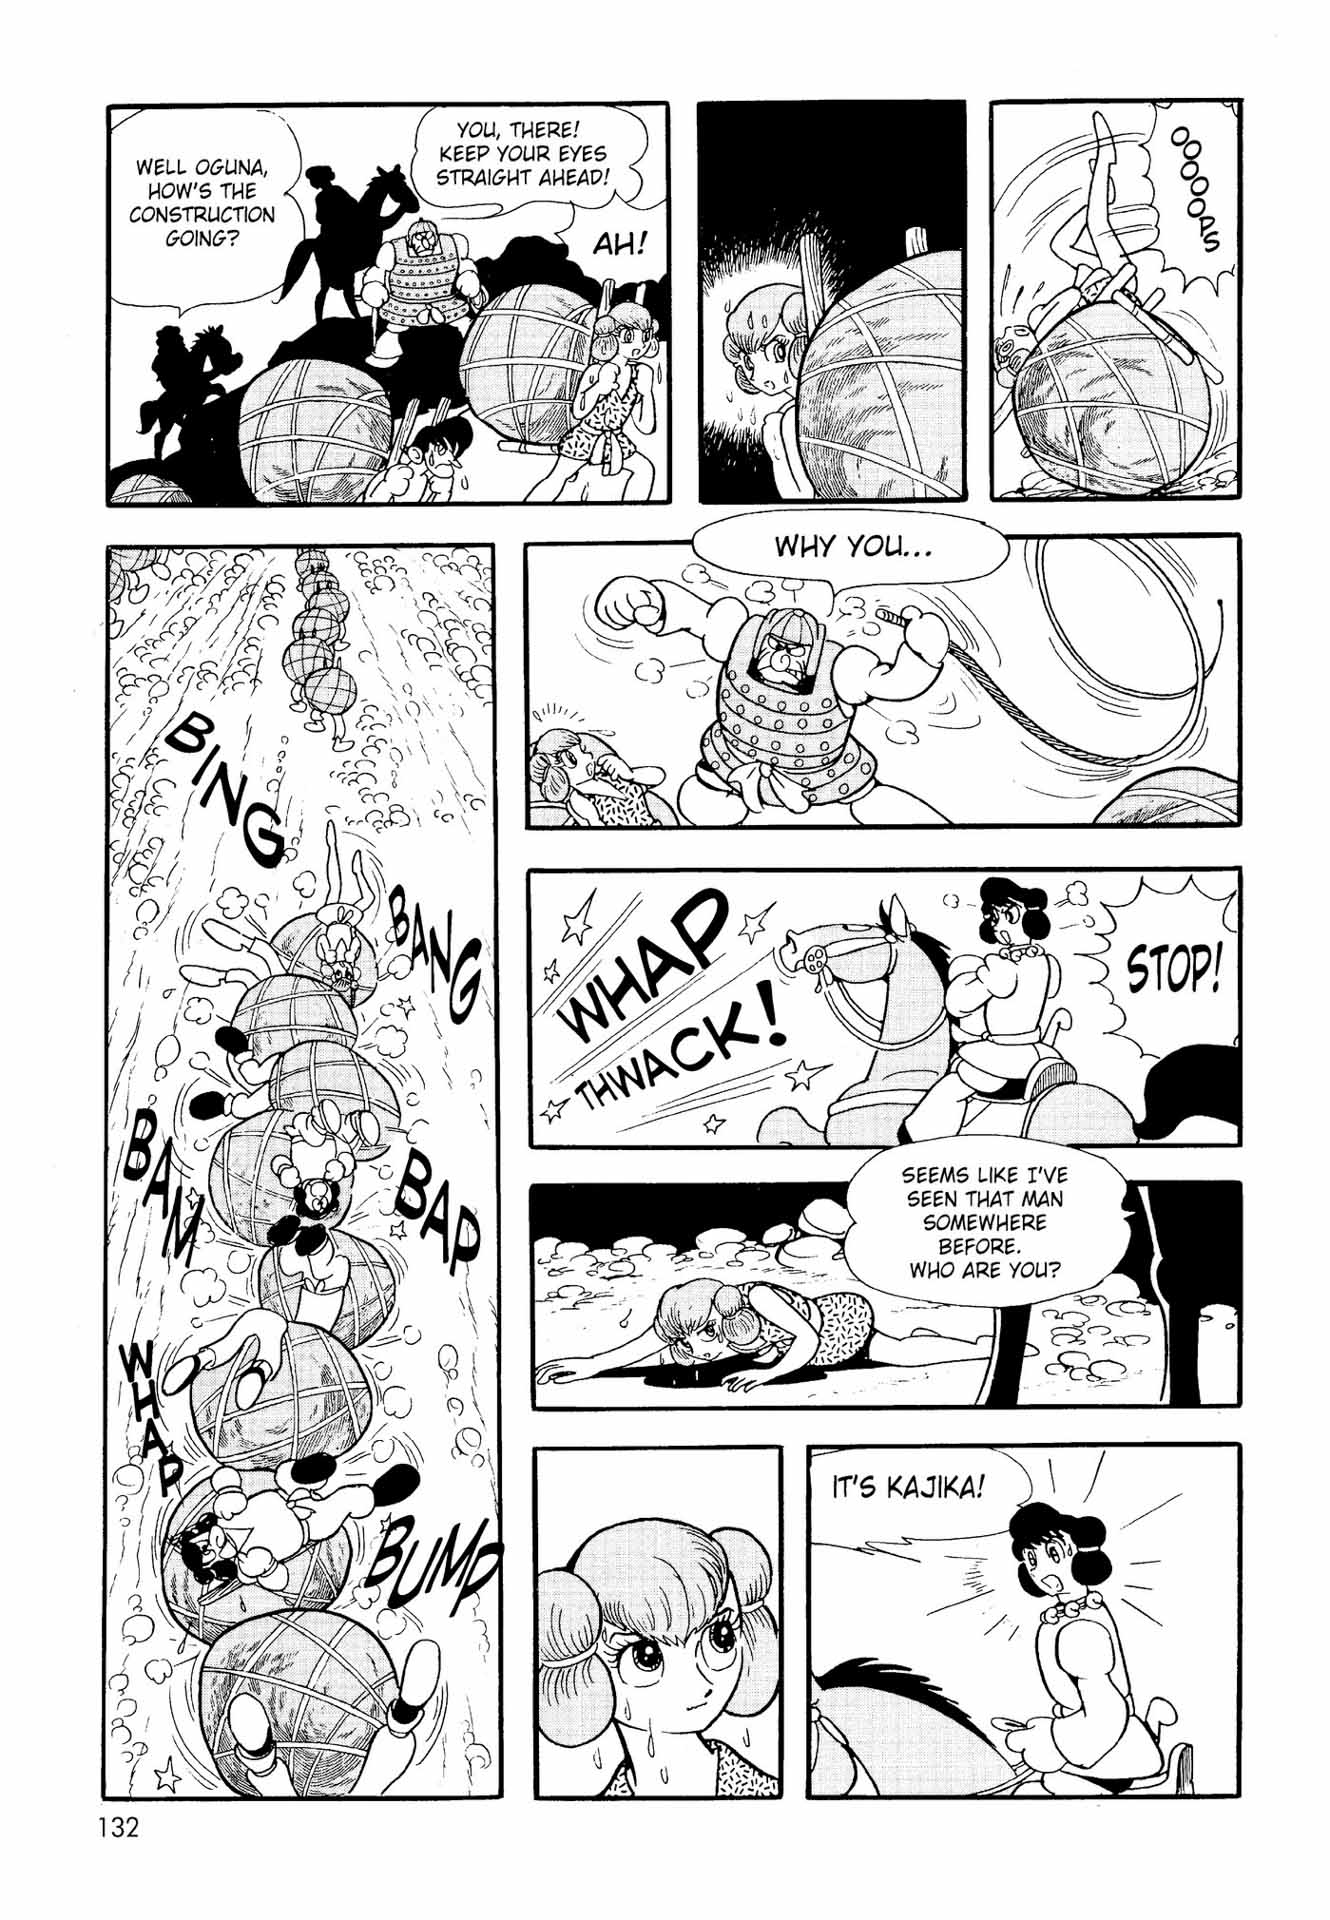 WELL OGUNA,
HOW'S THE
CONSTRUCTION
GOING?
YOU, THERE!
KEEP YOUR EYES
STRAIGHT AHEAD!
AH!
OOOOPS
BING
BANG
BAM
BAP
WHAP
BUMP
WHY YOU...
WHAP
THWACK!
STOP!
SEEMS LIKE I'VE
SEEN THAT MAN
SOMEWHERE
BEFORE.
WHO ARE YOU?
IT'S KAJIKA!
132